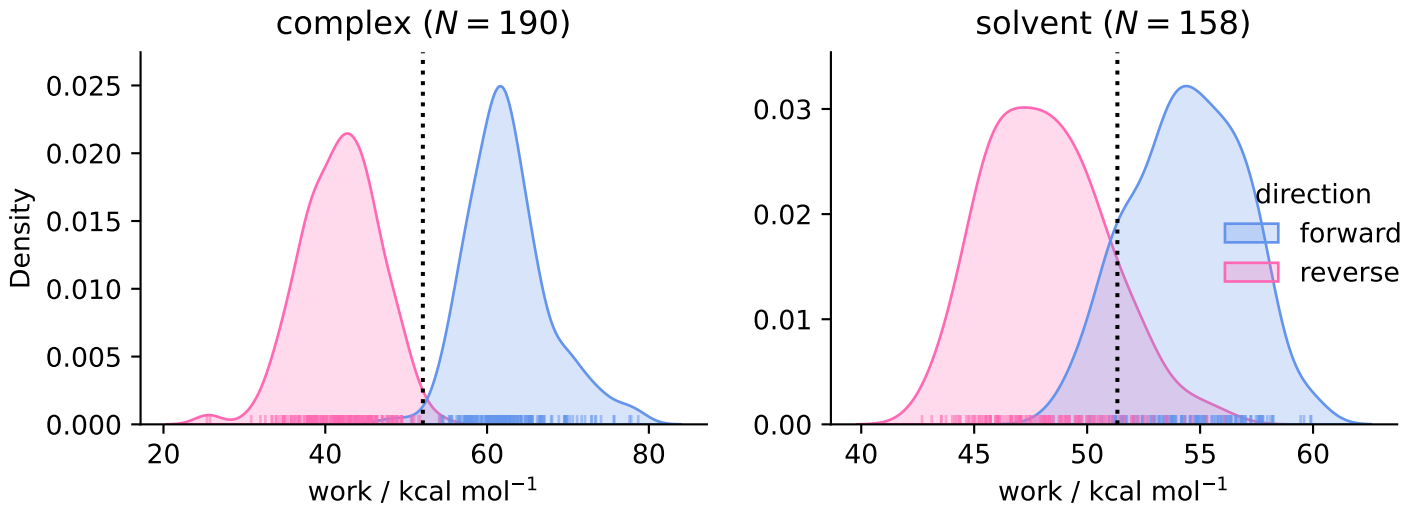 complex (N = 190)
Density
0.025
0.020
0.015
0.010
0.005
0.000
20 40 60 80
work / kcal mol⁻¹
solvent (N = 158)
0.03
0.02
0.01
0.00
40 45 50 55 60
work / kcal mol⁻¹
direction
forward
reverse